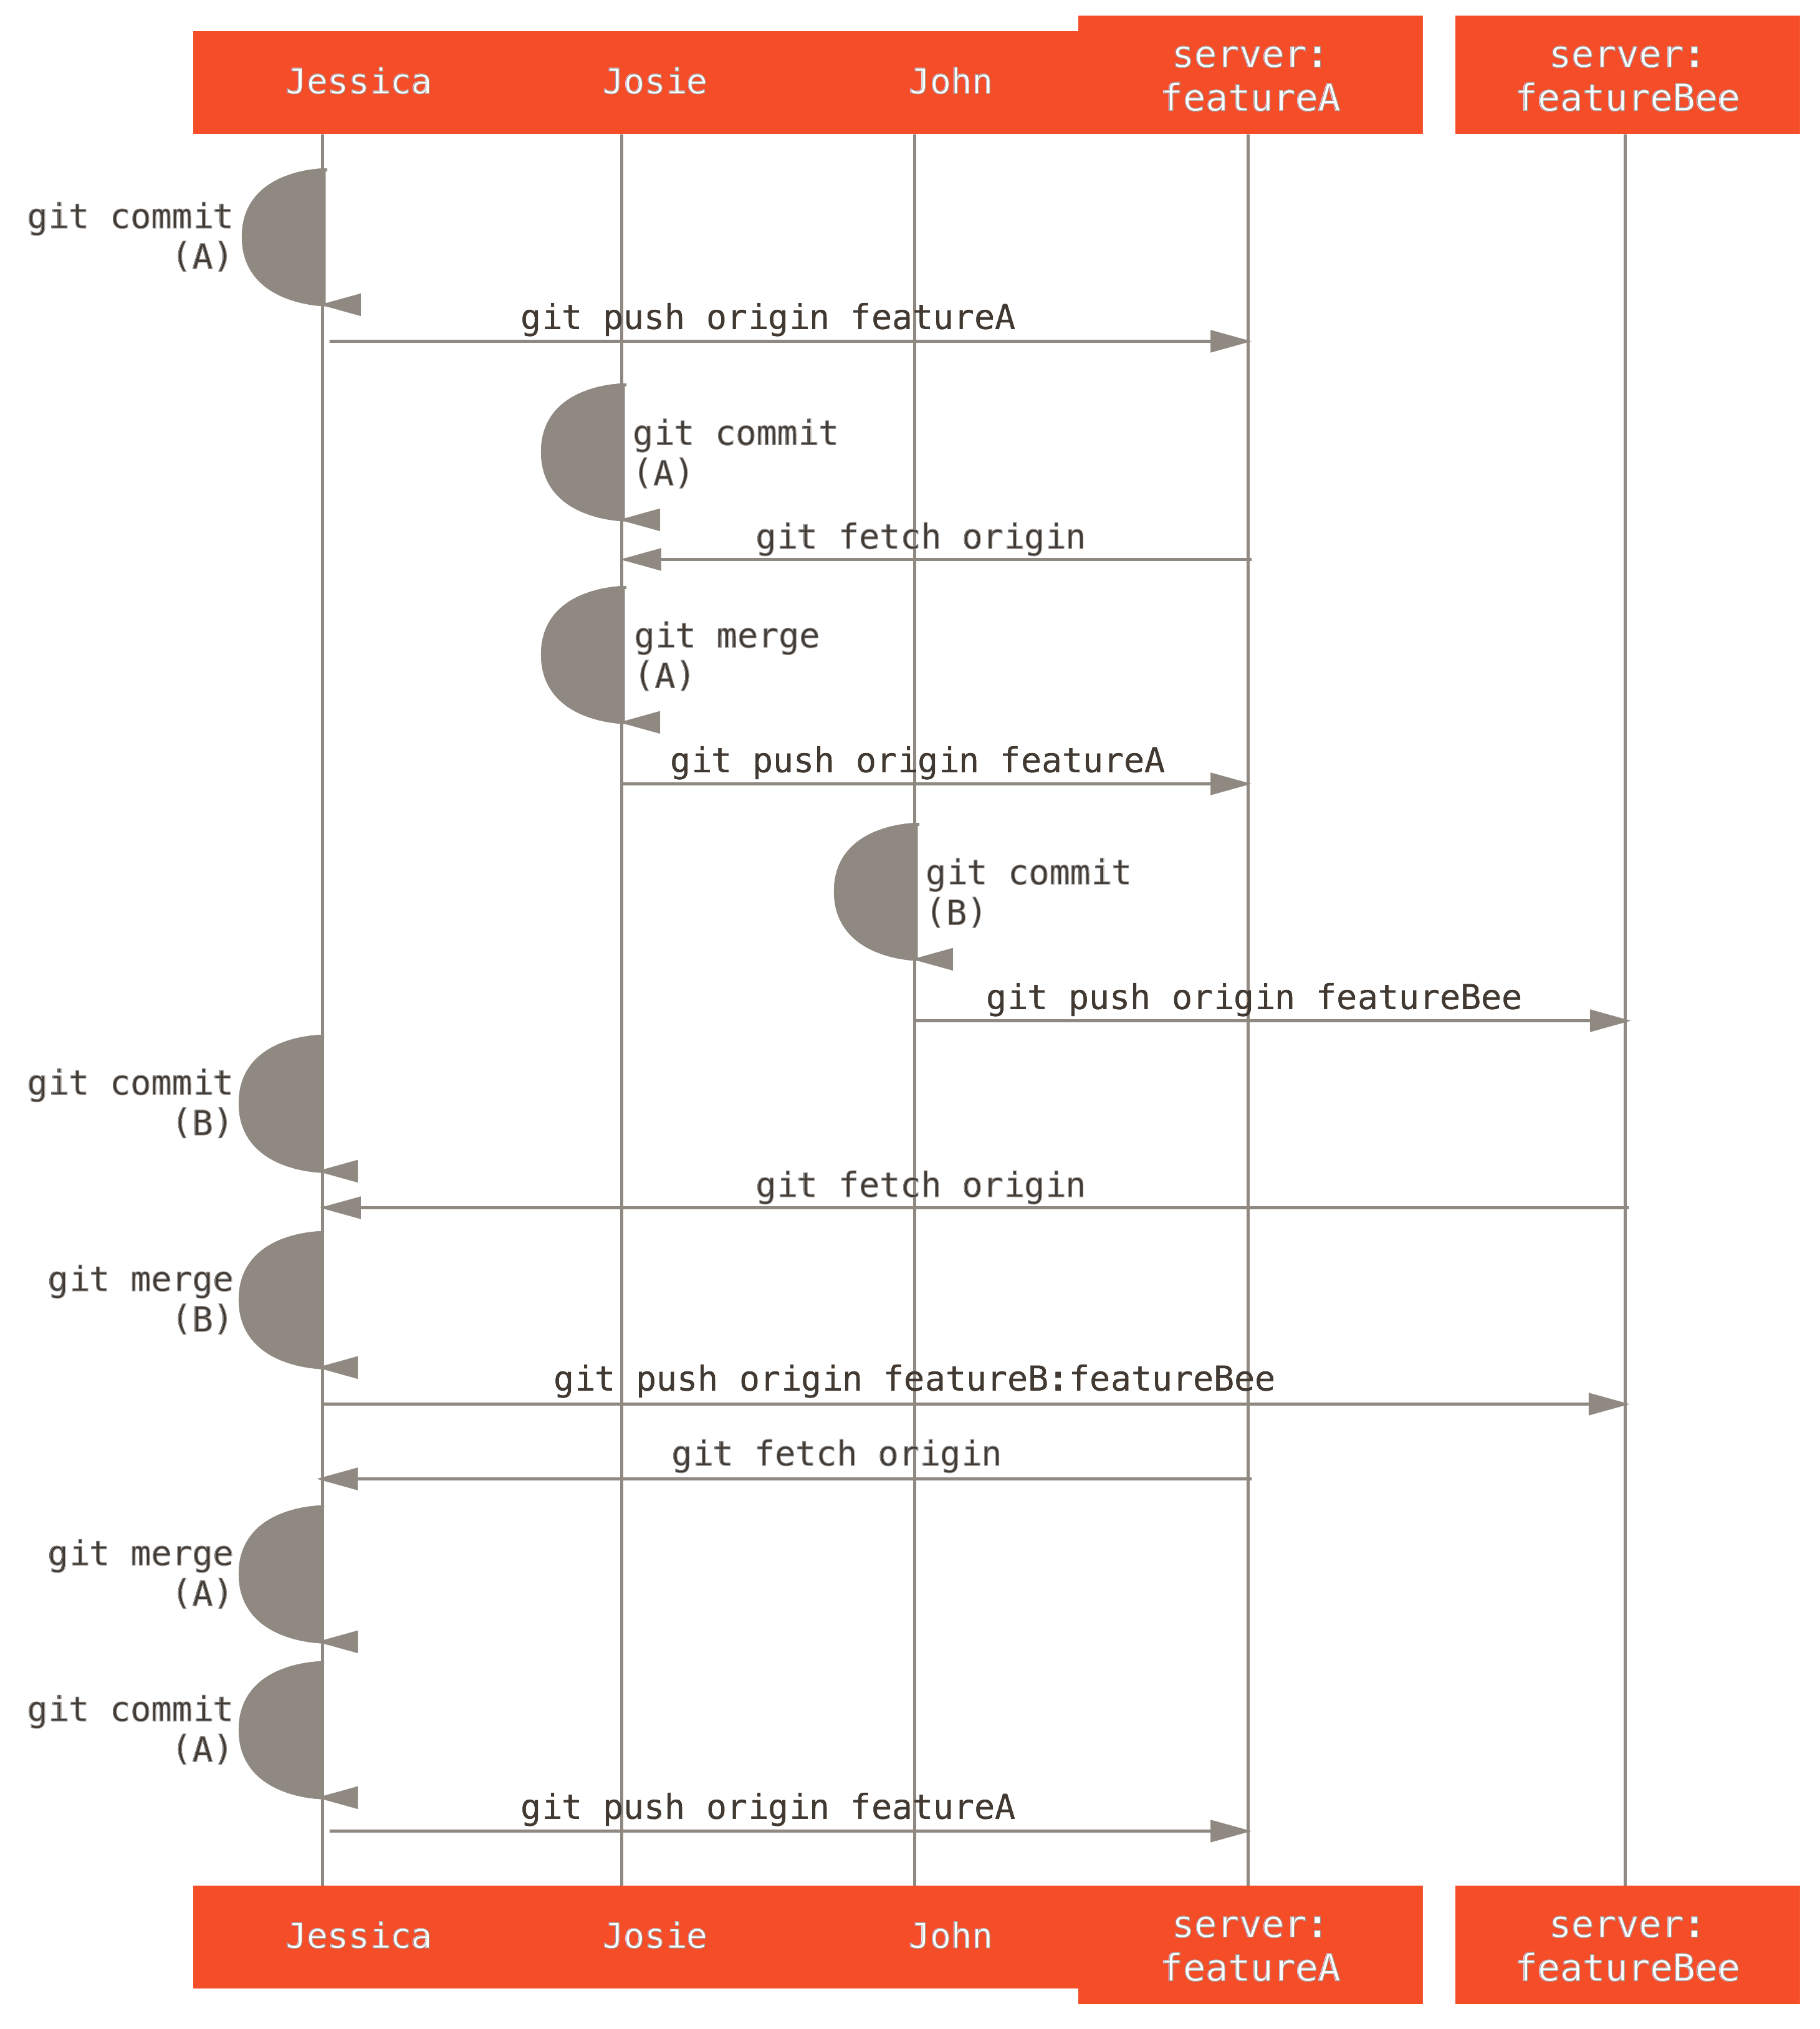 Jessica
Josie
John
server:
featureA
server:
featureBee
git commit
(A)
git push origin featureA
git commit
(A)
git fetch origin
git merge
(A)
git push origin featureA
git commit
(B)
git push origin featureBee
git commit
(B)
git fetch origin
git merge
(B)
git push origin featureB:featureBee
git fetch origin
git merge
(A)
git commit
(A)
git push origin featureA
Jessica
Josie
John
server:
featureA
server:
featureBee